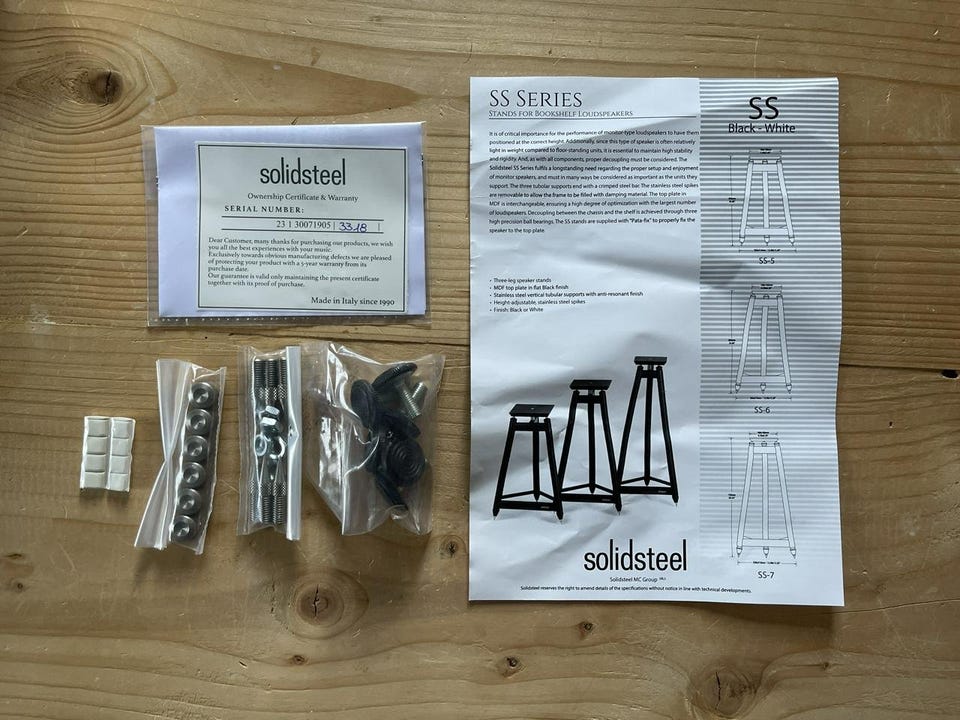 solidsteel
Ownership Certificate & Warranty
SERIAL NUMBER:
23 | 30071905 | 3318 |
Dear Customer, many thanks for purchasing our products, we wish
you all the best experiences with your music.
Exclusively towards obvious manufacturing defects we are pleased
of protecting your product with a 5-year warranty from its
purchase date.
Our guarantee is valid only maintaining the present certificate
together with its proof of purchase.
Made in Italy since 1990
SS SERIES
STANDS FOR BOOKSHELF LOUDSPEAKERS
It is of critical importance for the performance of monitor-type loudspeakers to have them
positioned at the correct height. Additionally, since this type of speaker is often relatively
light in weight compared to floor-standing units, it is essential to maintain high stability
and rigidity. And, as with all components, proper decoupling must be considered. The
Solidsteel SS Series fulfils a longstanding need regarding the proper setup and enjoyment
of monitor speakers, and must in many ways be considered as important as the units they
support. The three tubular supports end with a crimped steel bar. The stainless steel spikes
are removable to allow the frame to be filled with damping material. The top plate in
MDF is interchangeable, ensuring a high degree of optimization with the largest number
of loudspeakers. Decoupling between the chassis and the shelf is achieved through three
high precision ball bearings. The SS stands are supplied with "Pata-fix" to properly fix the
speaker to the top plate.
• Three-leg speaker stands
• MDF top plate in flat Black finish
• Stainless steel vertical tubular supports with anti-resonant finish
• Height-adjustable, stainless steel spikes
• Finish: Black or White
solidsteel
Solidsteel MC Group
Solidsteel reserves the right to amend details of the specifications without notice in line with technical developments.
SS
Black - White
SS-5
SS-6
SS-7